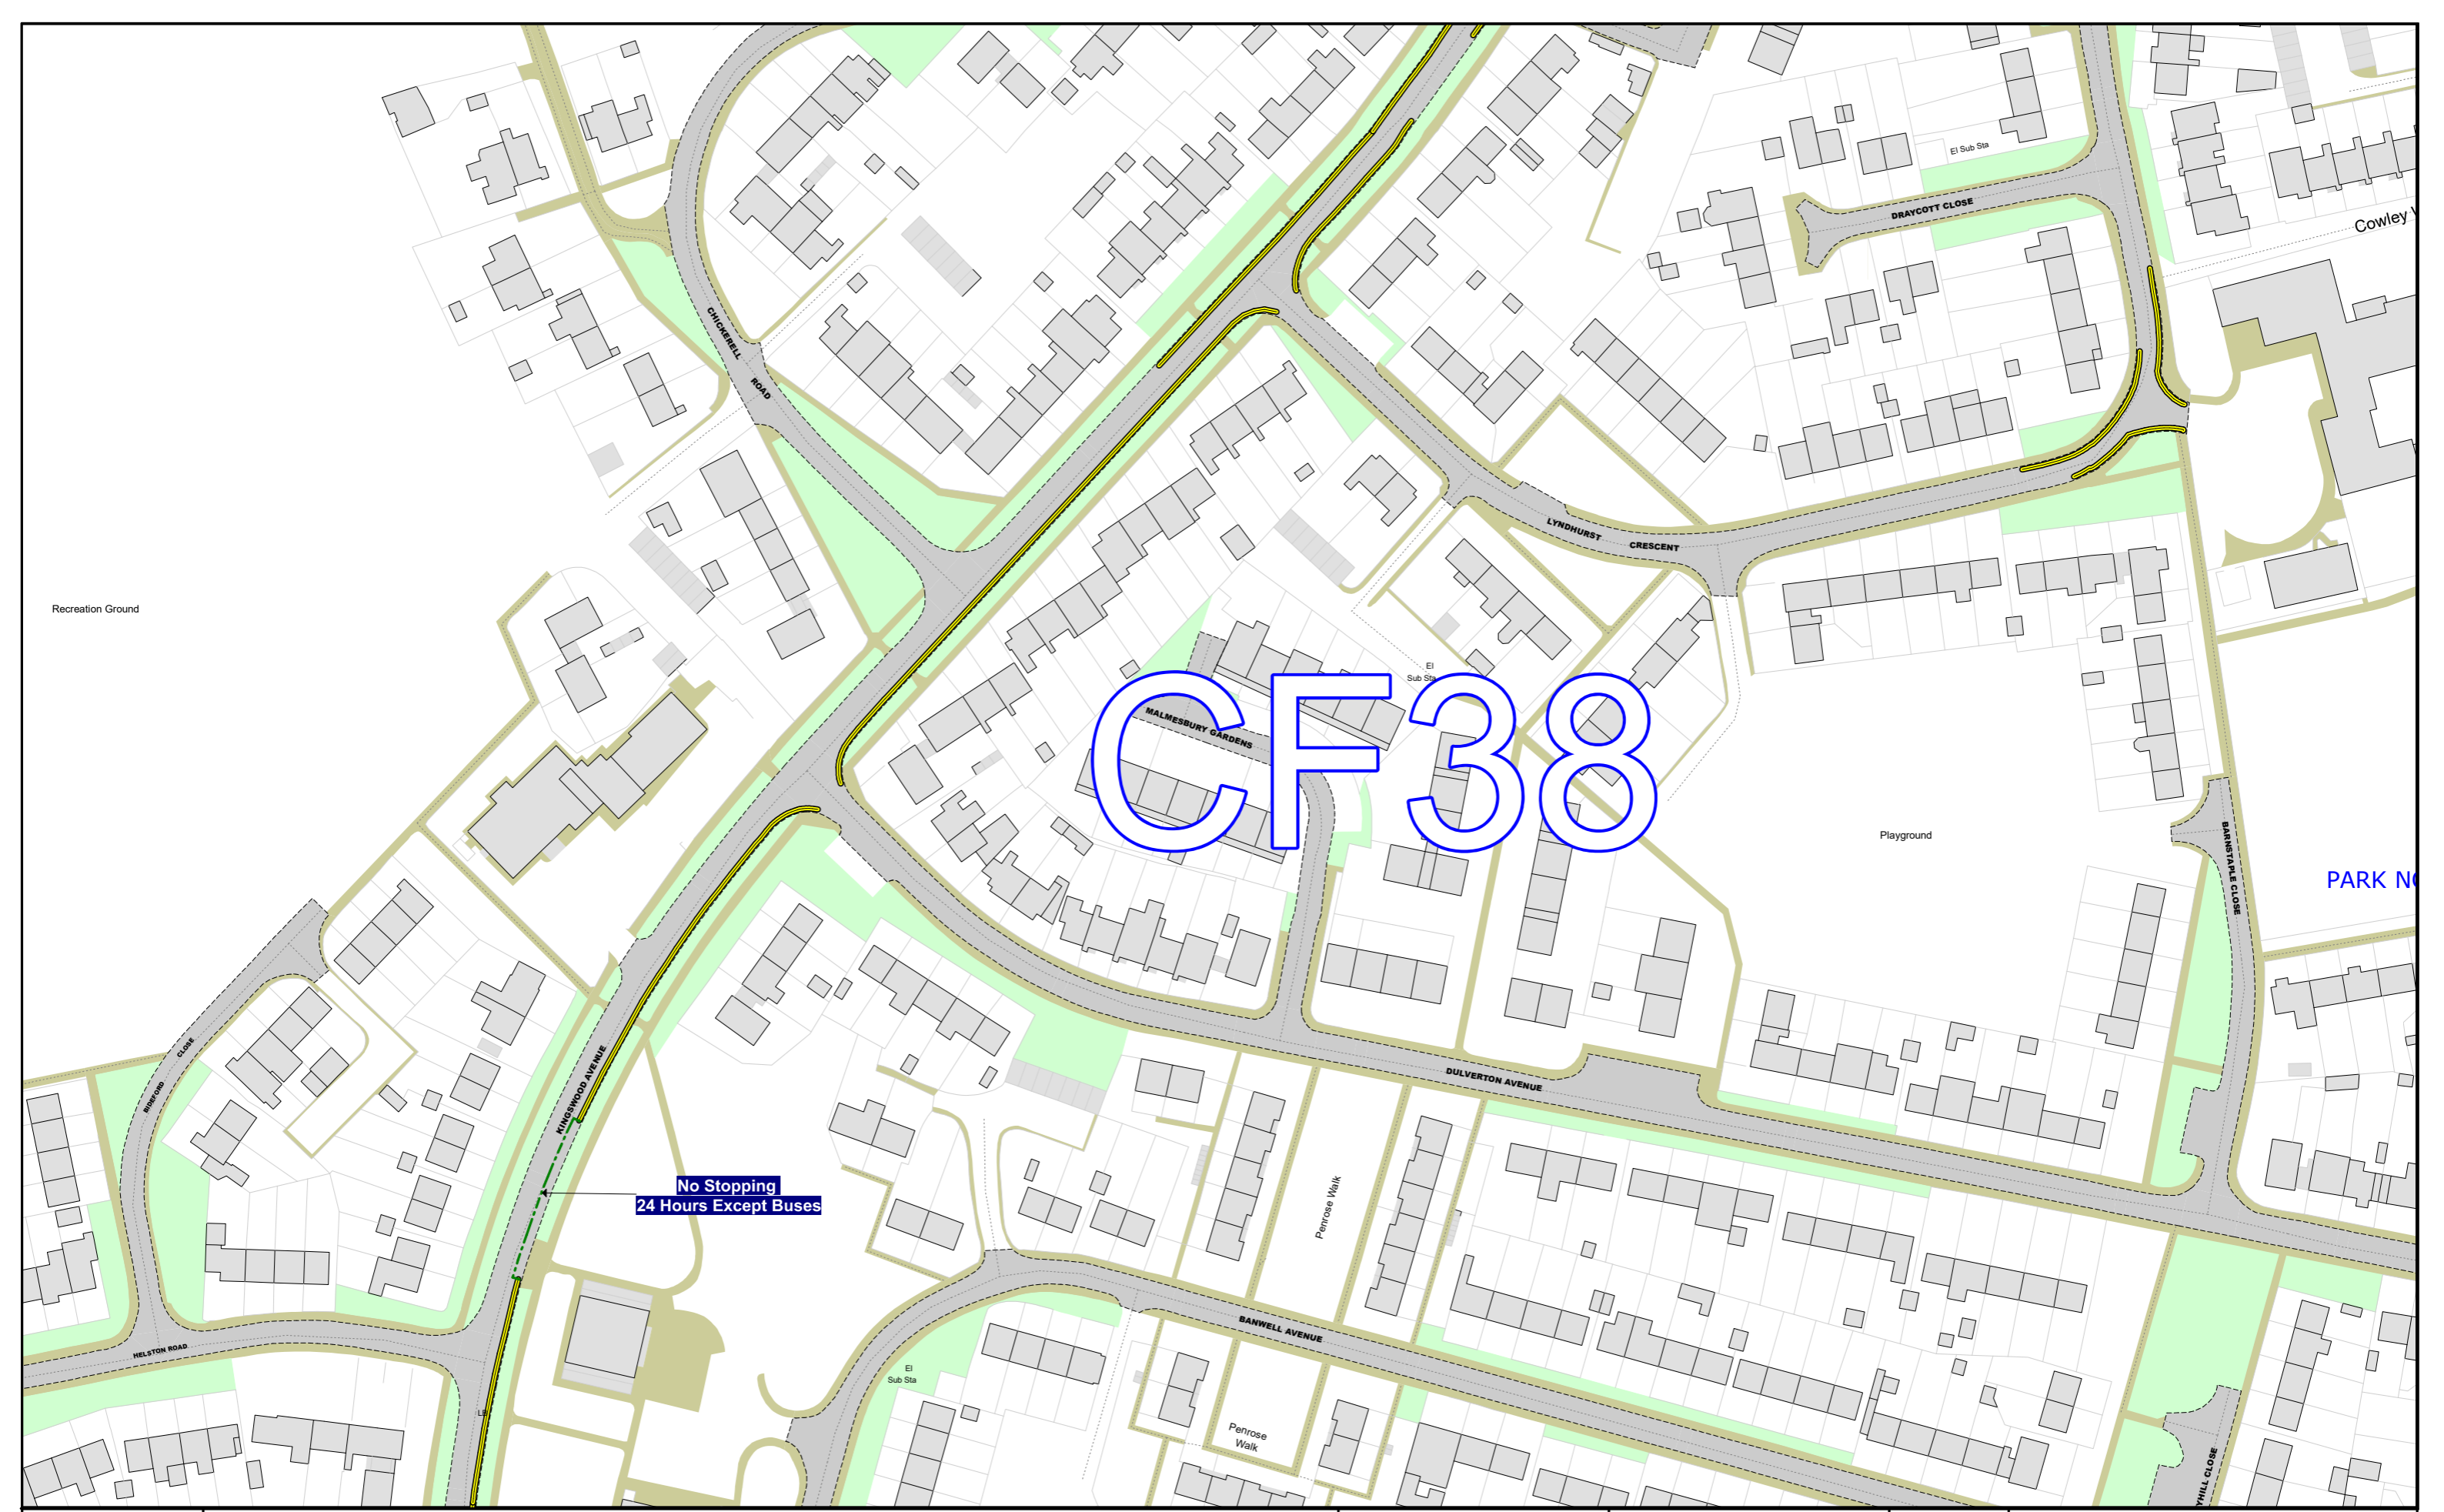 El Sub Sta
DRAYCOTT CLOSE
Cowley
CHICKERELL
ROAD
LYNDHURST
CRESCENT
Recreation Ground
El
Sub Sta
CF38
MALMESBURY GARDENS
Playground
BARNSTAPLE CLOSE
PARK
CLOSE
BIDEFORD
KINGSWOOD AVENUE
DULVERTON AVENUE
No Stopping
24 Hours Except Buses
Penrose Walk
BANWELL AVENUE
HELSTON ROAD
El
Sub Sta
LB
Penrose
Walk
CLOSE